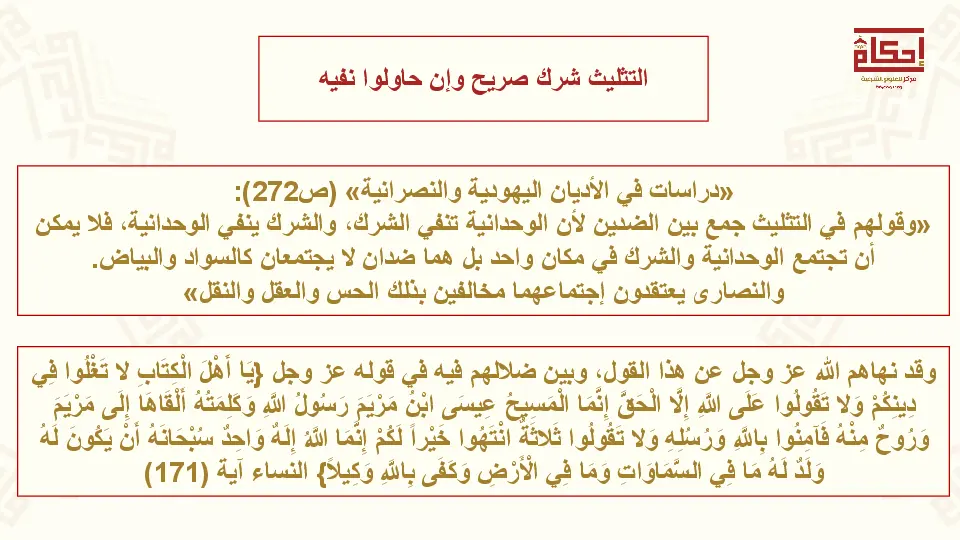 إحكام
مركز للعلوم الشرعية
التثليث شرك صريح وإن حاولوا نفيه
«دراسات في الأديان اليهودية والنصرانية» (ص272):
«وقولهم في التثليث جمع بين الضدين لأن الوحدانية تنفي الشرك، والشرك ينفي الوحدانية، فلا يمكن
أن تجتمع الوحدانية والشرك في مكان واحد بل هما ضدان لا يجتمعان كالسواد والبياض.
والنصارى يعتقدون إجتماعهما مخالفين بذلك الحس والعقل والنقل»
وقد نهاهم الله عز وجل عن هذا القول، وبين ضلالهم فيه في قوله عز وجل {يَا أَهْلَ الْكِتَابِ لا تَغْلُوا فِي
دِينِكُمْ وَلا تَقُولُوا عَلَى اللَّهِ إِلَّا الْحَقَّ إِنَّمَا الْمَسِيحُ عِيسَى ابْنُ مَرْيَمَ رَسُولُ اللَّهِ وَكَلِمَتُهُ أَلْقَاهَا إِلَى مَرْيَمَ
وَرُوحٌ مِنْهُ فَآمِنُوا بِاللَّهِ وَرُسُلِهِ وَلا تَقُولُوا ثَلاثَةٌ انْتَهُوا خَيْراً لَكُمْ إِنَّمَا اللَّهُ إِلَهٌ وَاحِدٌ سُبْحَانَهُ أَنْ يَكُونَ لَهُ
وَلَدٌ لَهُ مَا فِي السَّمَاوَاتِ وَمَا فِي الْأَرْضِ وَكَفَى بِاللَّهِ وَكِيلاً} النساء آية (171)